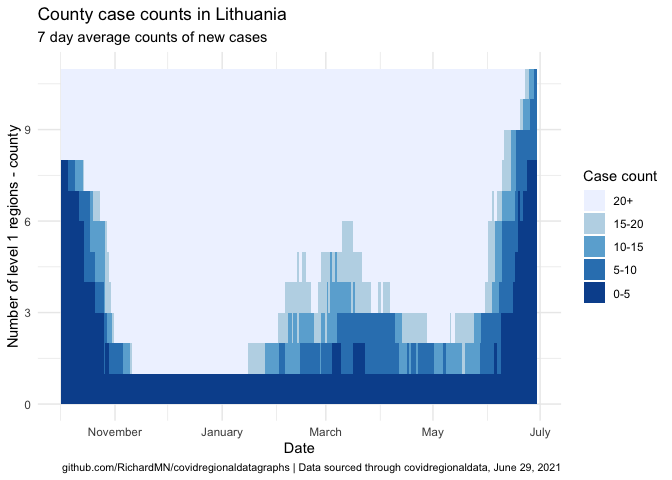 County case counts in Lithuania
7 day average counts of new cases
Number of level 1 regions - county
9
6
3
0
November
January
March
May
July
Date
Case count
20+
15-20
10-15
5-10
0-5
github.com/RichardMN/covidregionaldatagraphs | Data sourced through covidregionaldata, June 29, 2021